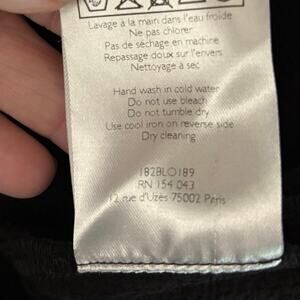 Lavage à la main dans l'eau froide
Ne pas chlorer
Pas de séchage en machine
Repassage doux sur l'envers
Nettoyage à sec
Hand wash in cold water
Do not use bleach
Do not tumble dry
Use cool iron on reverse side
Dry cleaning
182BLO189
RN 154 043
12 rue d'Uzès 75002 Paris